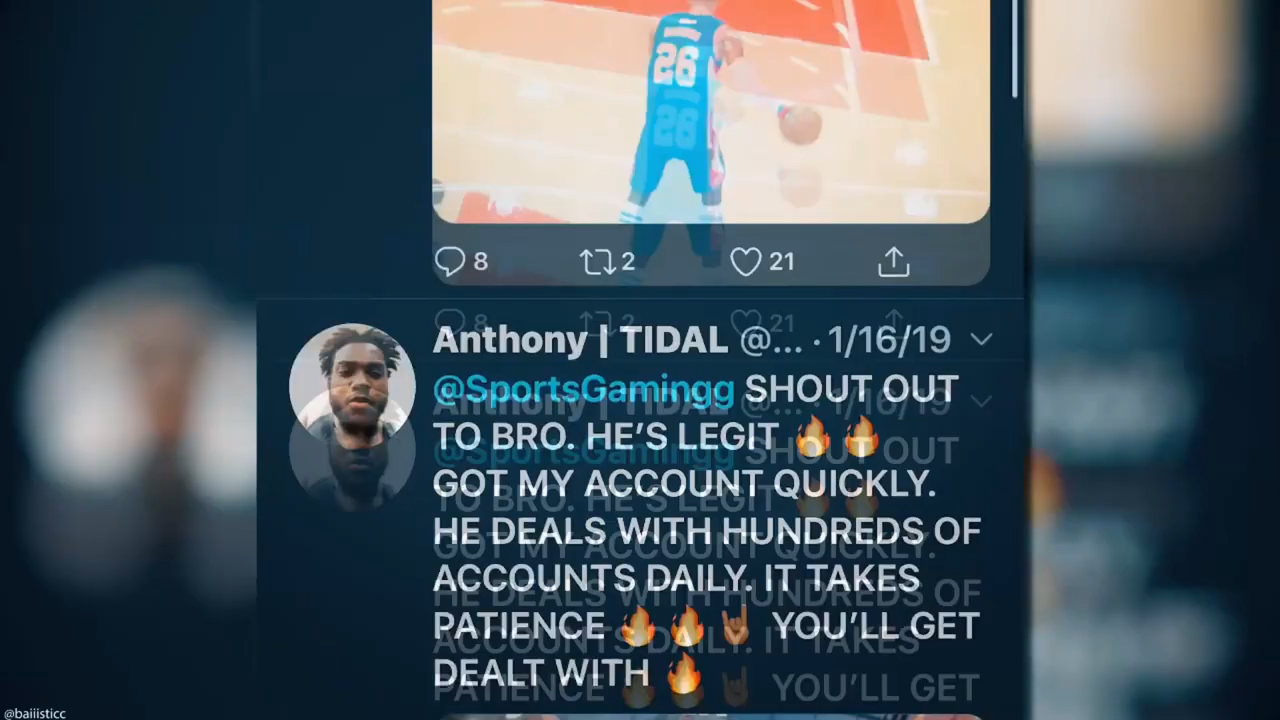 26
8 2 21
Anthony | TIDAL @... · 1/16/19
@SportsGamingg SHOUT OUT
TO BRO. HE'S LEGIT 🔥 🔥
GOT MY ACCOUNT QUICKLY.
HE DEALS WITH HUNDREDS OF
ACCOUNTS DAILY. IT TAKES
PATIENCE 🔥 🔥 🤘🏾 YOU'LL GET
DEALT WITH 🔥
@baiiisticc